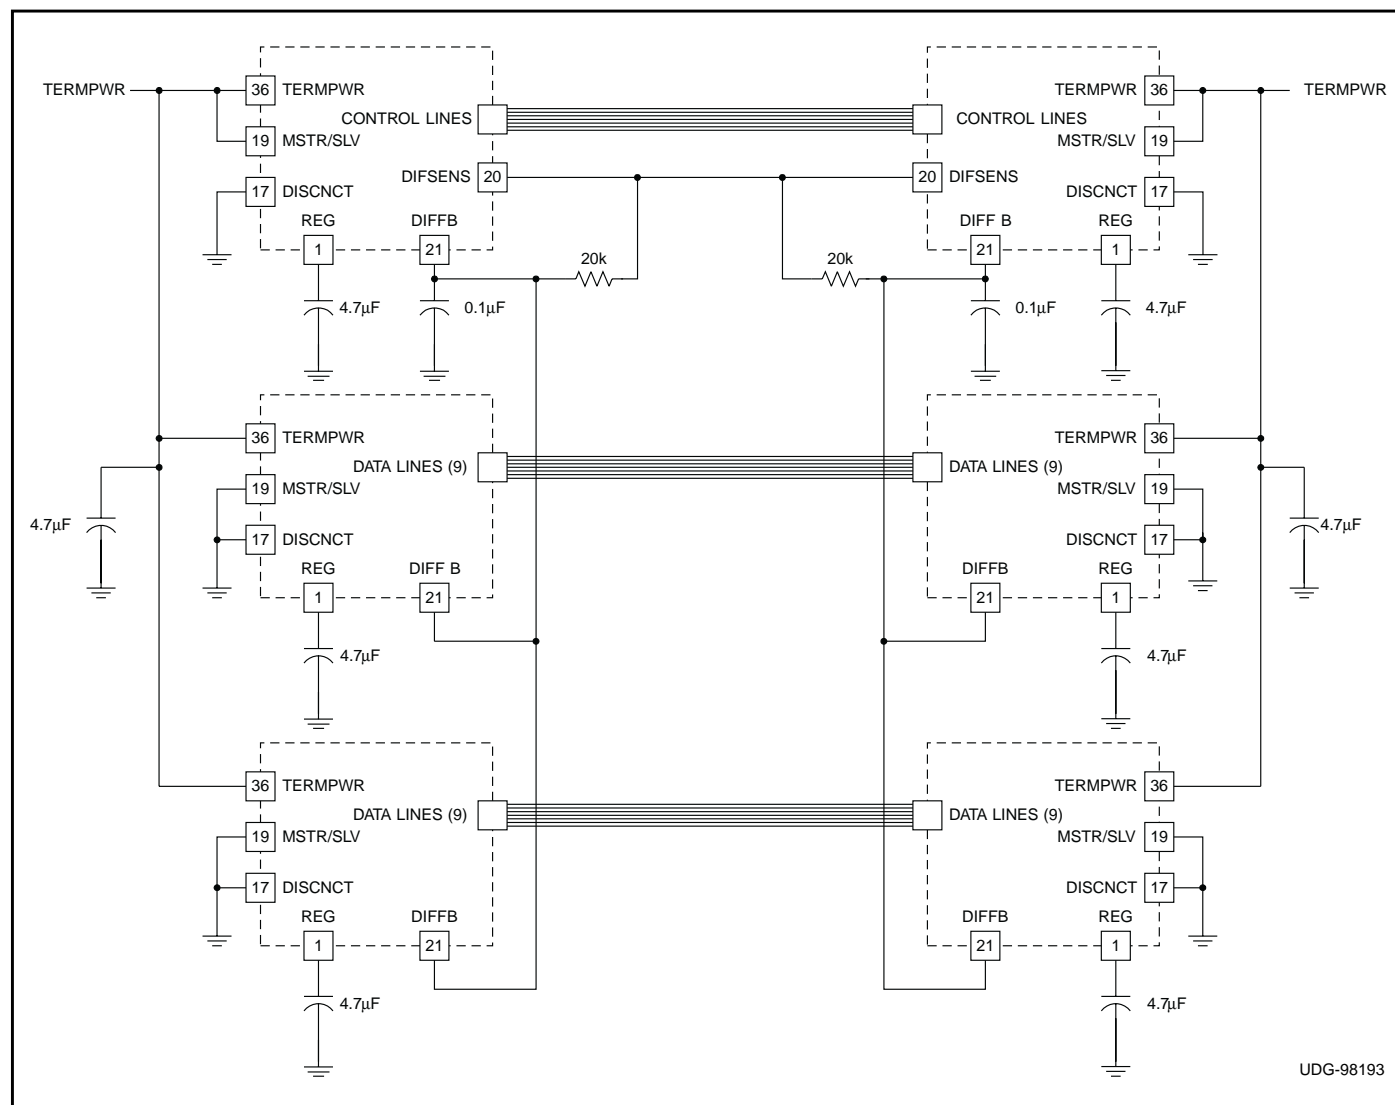 TERMPWR 36 TERMPWR TERMPWR 36 TERMPWR
CONTROL LINES CONTROL LINES
19 MSTR/SLV MSTR/SLV 19
17 DISCNCT DIFSENS 20 20 DIFSENS DISCNCT 17
REG DIFFB DIFF B REG
1 21 21 1
20k 20k
4.7µF 0.1µF 0.1µF 4.7µF
36 TERMPWR TERMPWR 36
DATA LINES (9) DATA LINES (9)
19 MSTR/SLV MSTR/SLV 19
4.7µF 4.7µF
17 DISCNCT DISCNCT 17
REG DIFF B DIFFB REG
1 21 21 1
4.7µF 4.7µF
36 TERMPWR TERMPWR 36
DATA LINES (9) DATA LINES (9)
19 MSTR/SLV MSTR/SLV 19
17 DISCNCT DISCNCT 17
REG DIFFB DIFFB REG
1 21 21 1
4.7µF 4.7µF
UDG-98193